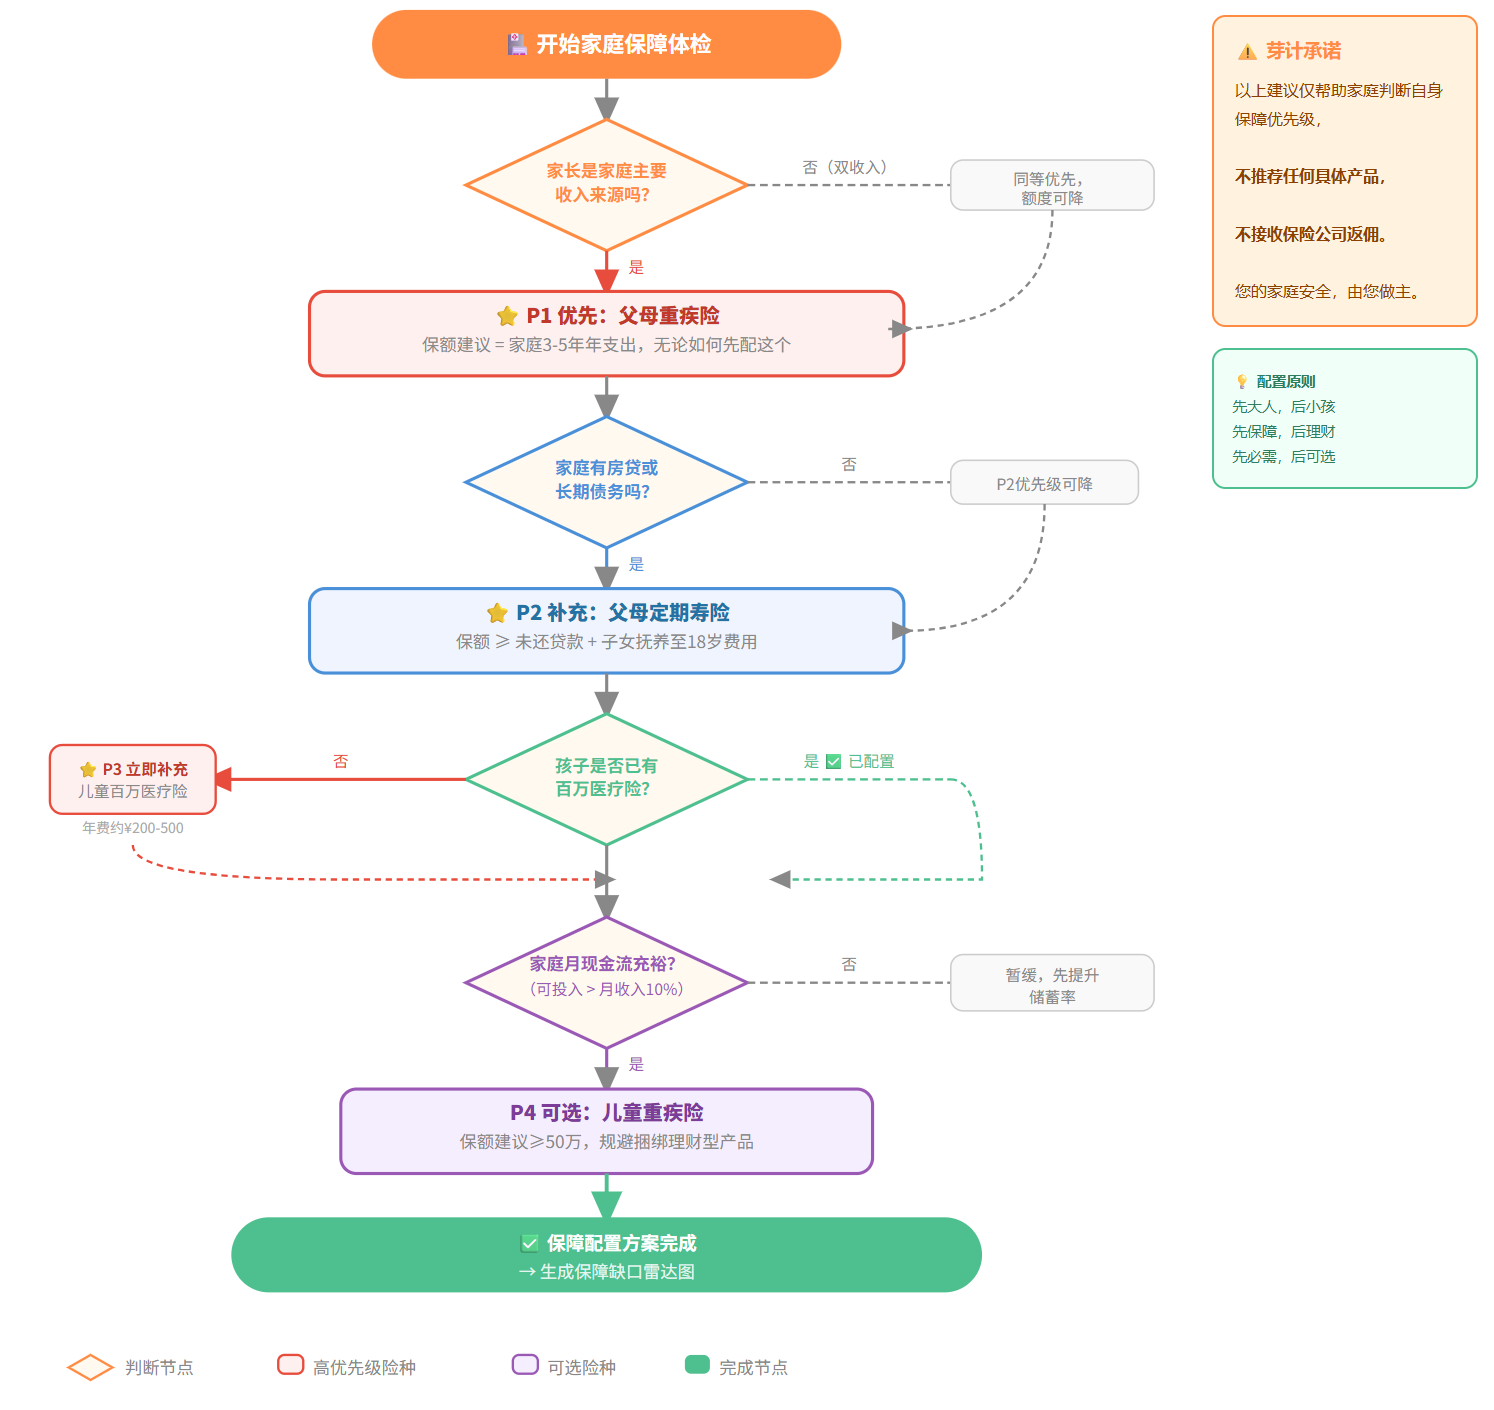 开始家庭保障体检
家长是家庭主要
收入来源吗？
否（双收入）
同等优先，
额度可降
是
P1 优先：父母重疾险
保额建议 = 家庭3-5年年支出，无论如何先配这个
家庭有房贷或
长期债务吗？
否
P2优先级可降
是
P2 补充：父母定期寿险
保额 ≥ 未还贷款 + 子女抚养至18岁费用
孩子是否已有
百万医疗险？
否
P3 立即补充
儿童百万医疗险
年费约¥200-500
是 ✅ 已配置
家庭月现金流充裕？
（可投入 > 月收入10%）
否
暂缓，先提升
储蓄率
是
P4 可选：儿童重疾险
保额建议≥50万，规避捆绑理财型产品
✅ 保障配置方案完成
→ 生成保障缺口雷达图
判断节点
高优先级险种
可选险种
完成节点
⚠️ 芽计承诺
以上建议仅帮助家庭判断自身
保障优先级，
不推荐任何具体产品，
不接收保险公司返佣。
您的家庭安全，由您做主。
💡 配置原则
先大人，后小孩
先保障，后理财
先必需，后可选